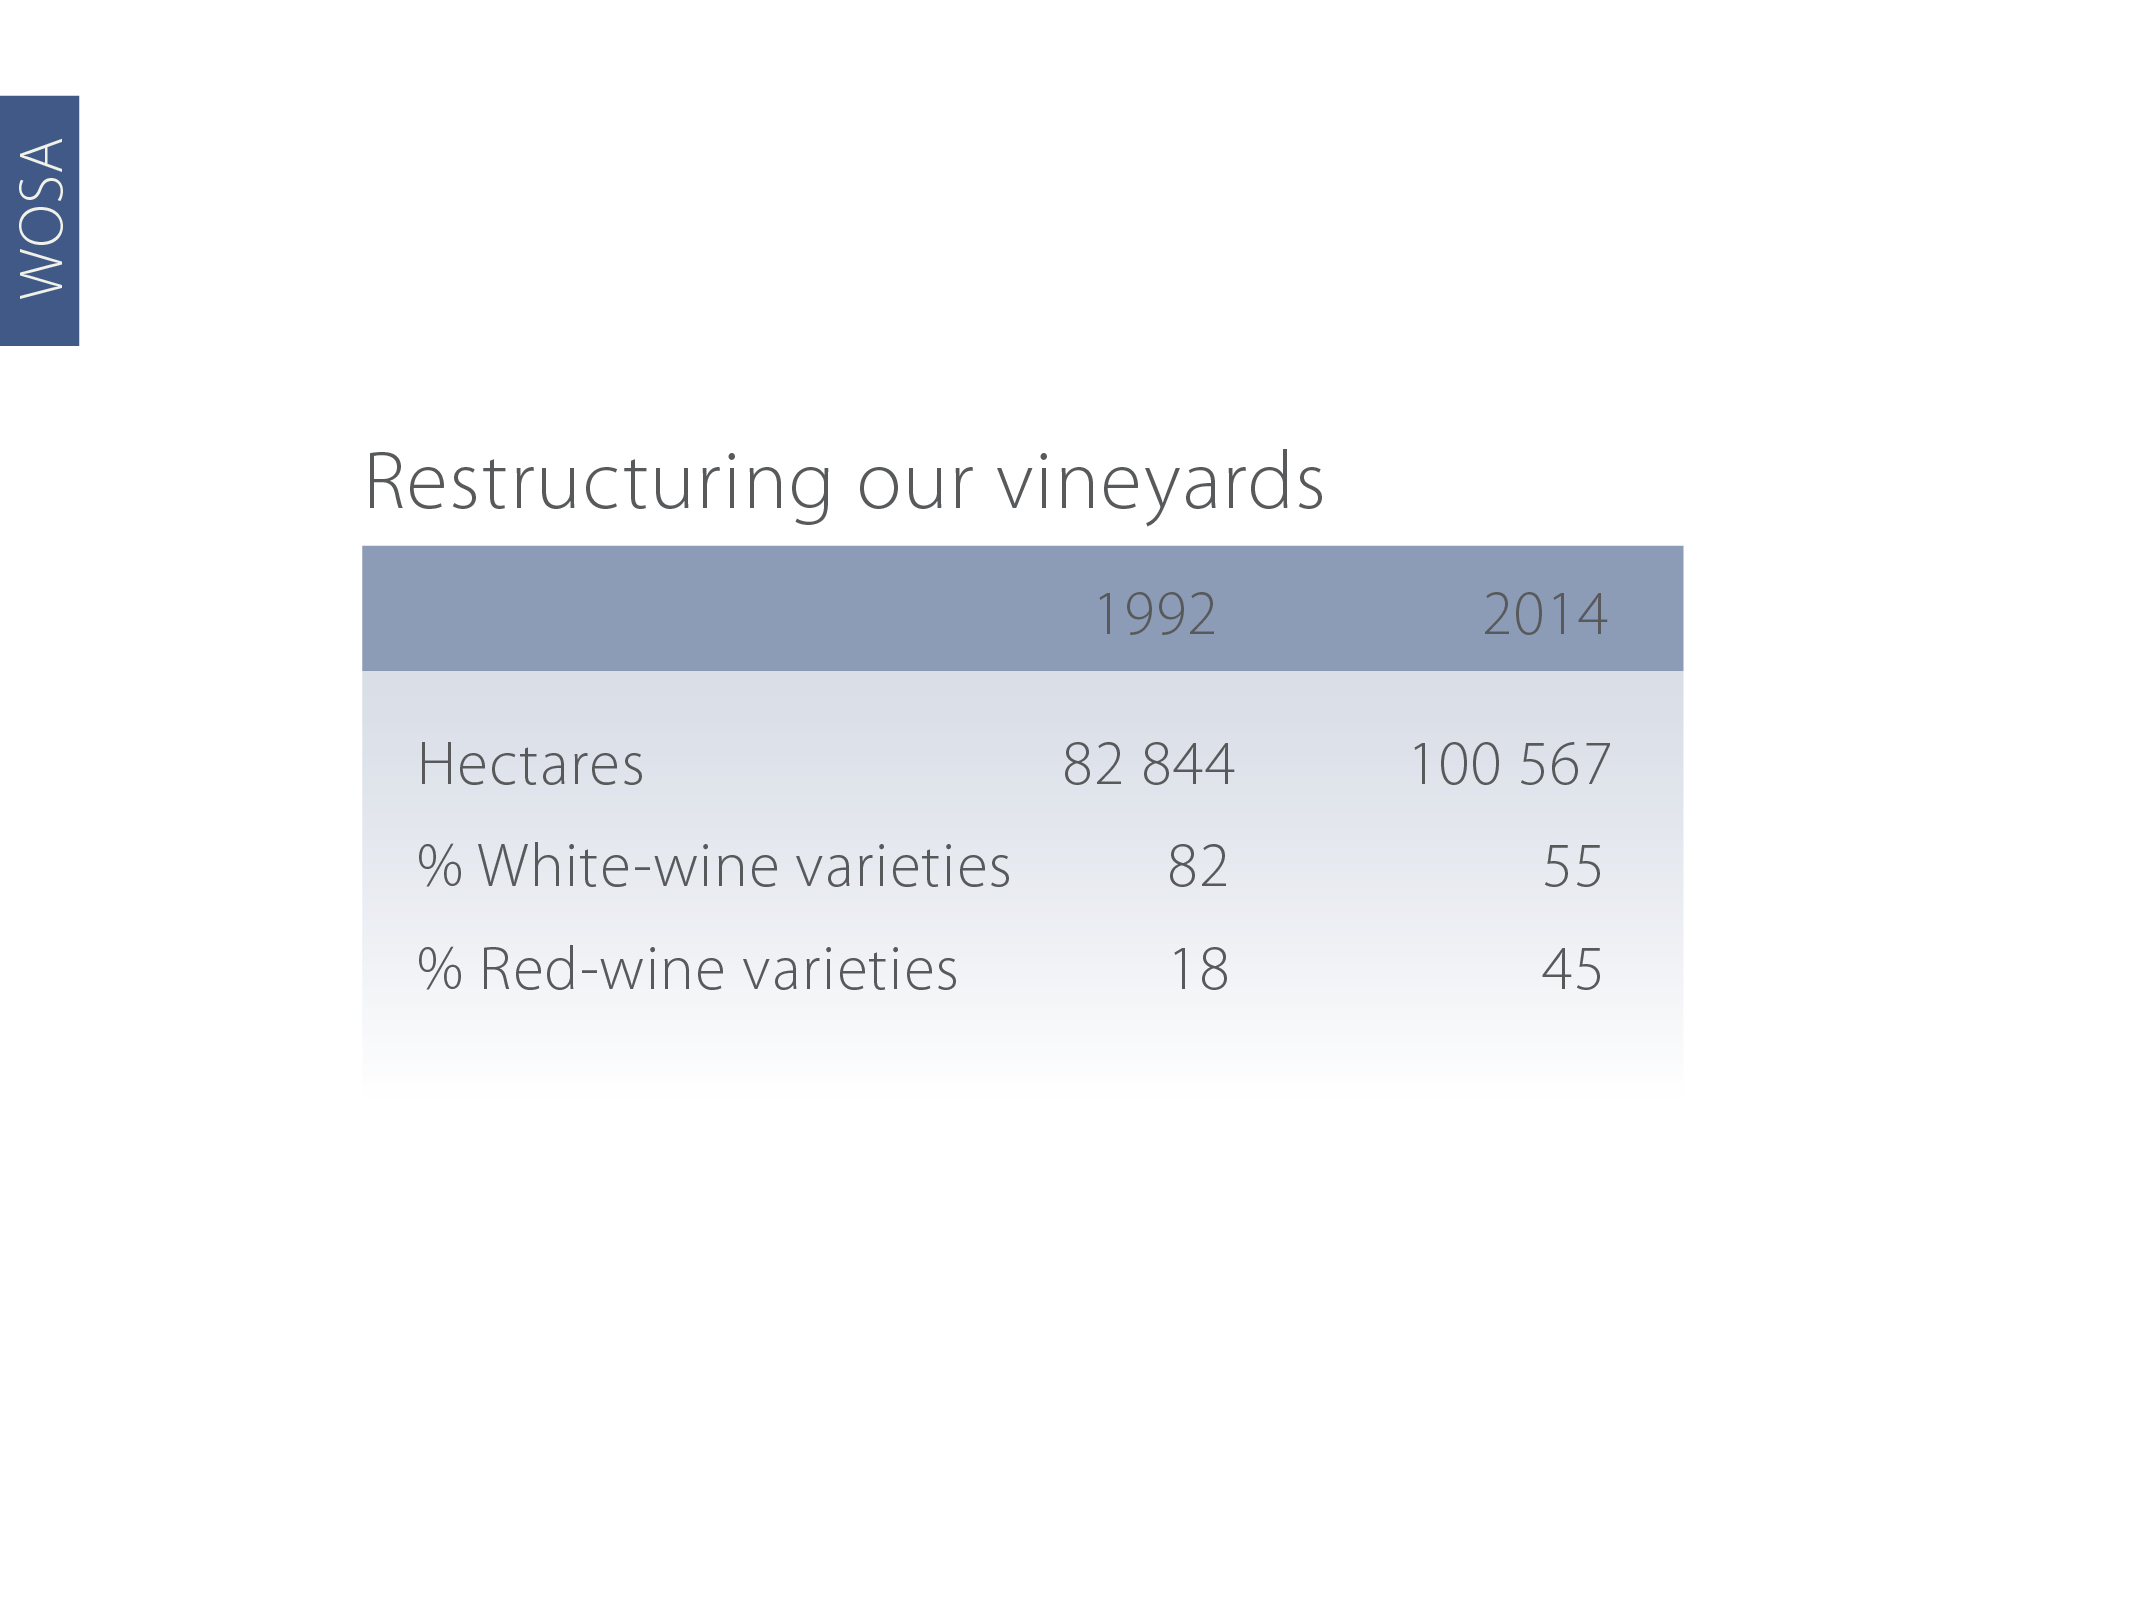 WOSA
Restructuring our vineyards
1992 2014
Hectares 82 844 100 567
% White-wine varieties 82 55
% Red-wine varieties 18 45